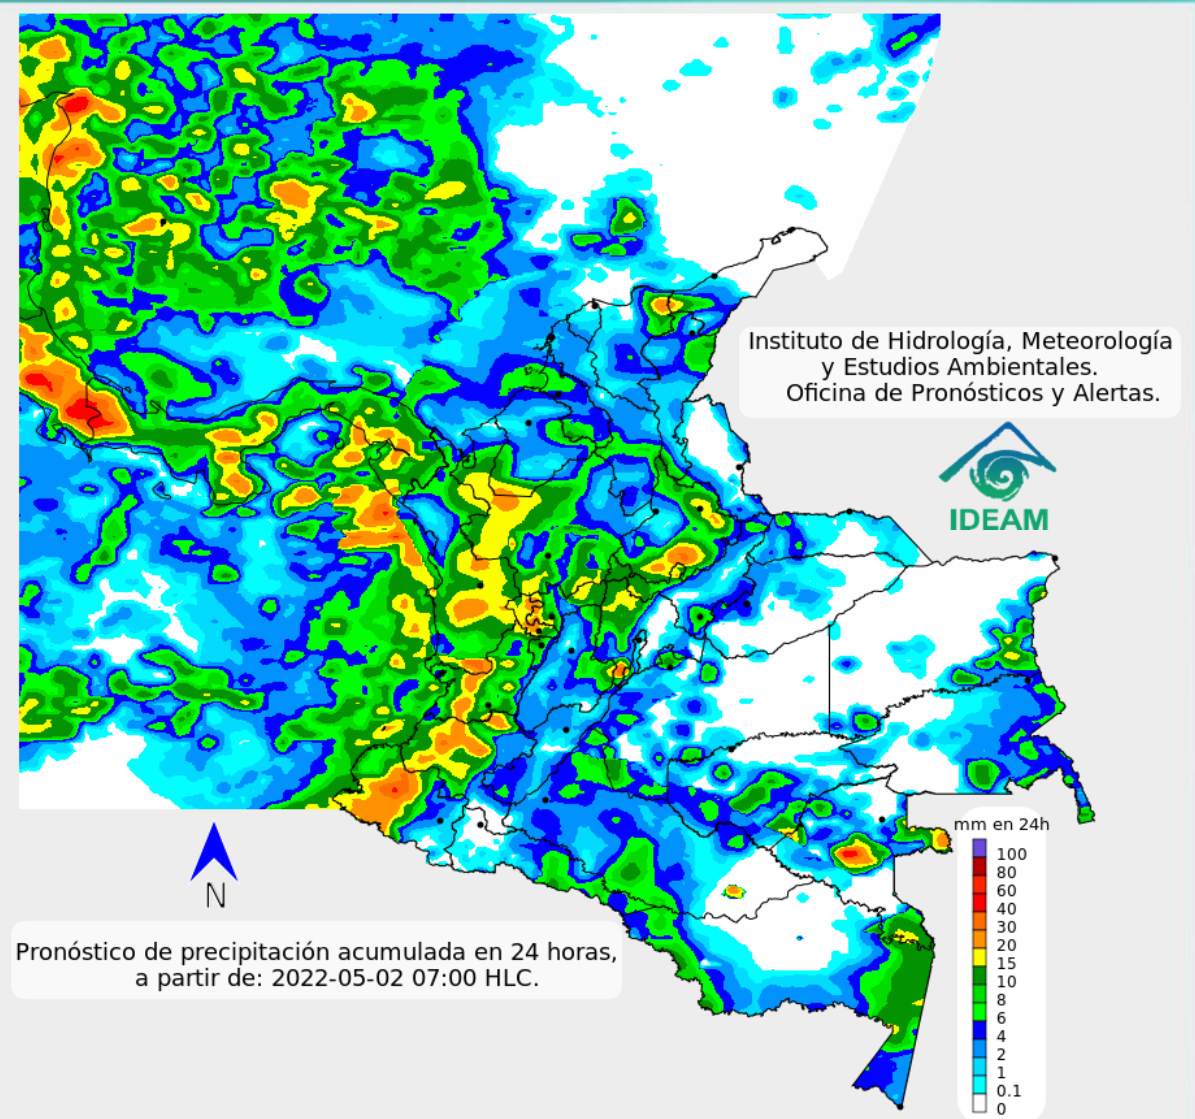 Instituto de Hidrología, Meteorología
y Estudios Ambientales.
Oficina de Pronósticos y Alertas.
IDEAM
mm en 24h
100
80
60
40
30
20
15
10
8
6
4
2
1
0.1
0
N
Pronóstico de precipitación acumulada en 24 horas,
a partir de: 2022-05-02 07:00 HLC.